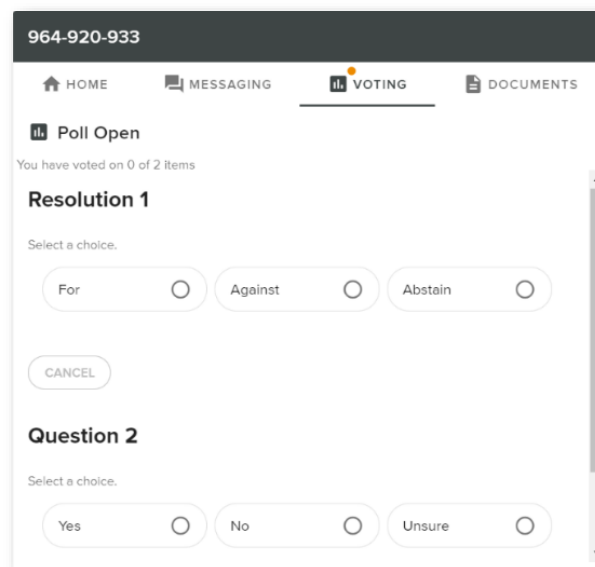 964-920-933
HOME MESSAGING VOTING DOCUMENTS
Poll Open
You have voted on 0 of 2 items
Resolution 1
Select a choice.
For Against Abstain
CANCEL
Question 2
Select a choice.
Yes No Unsure